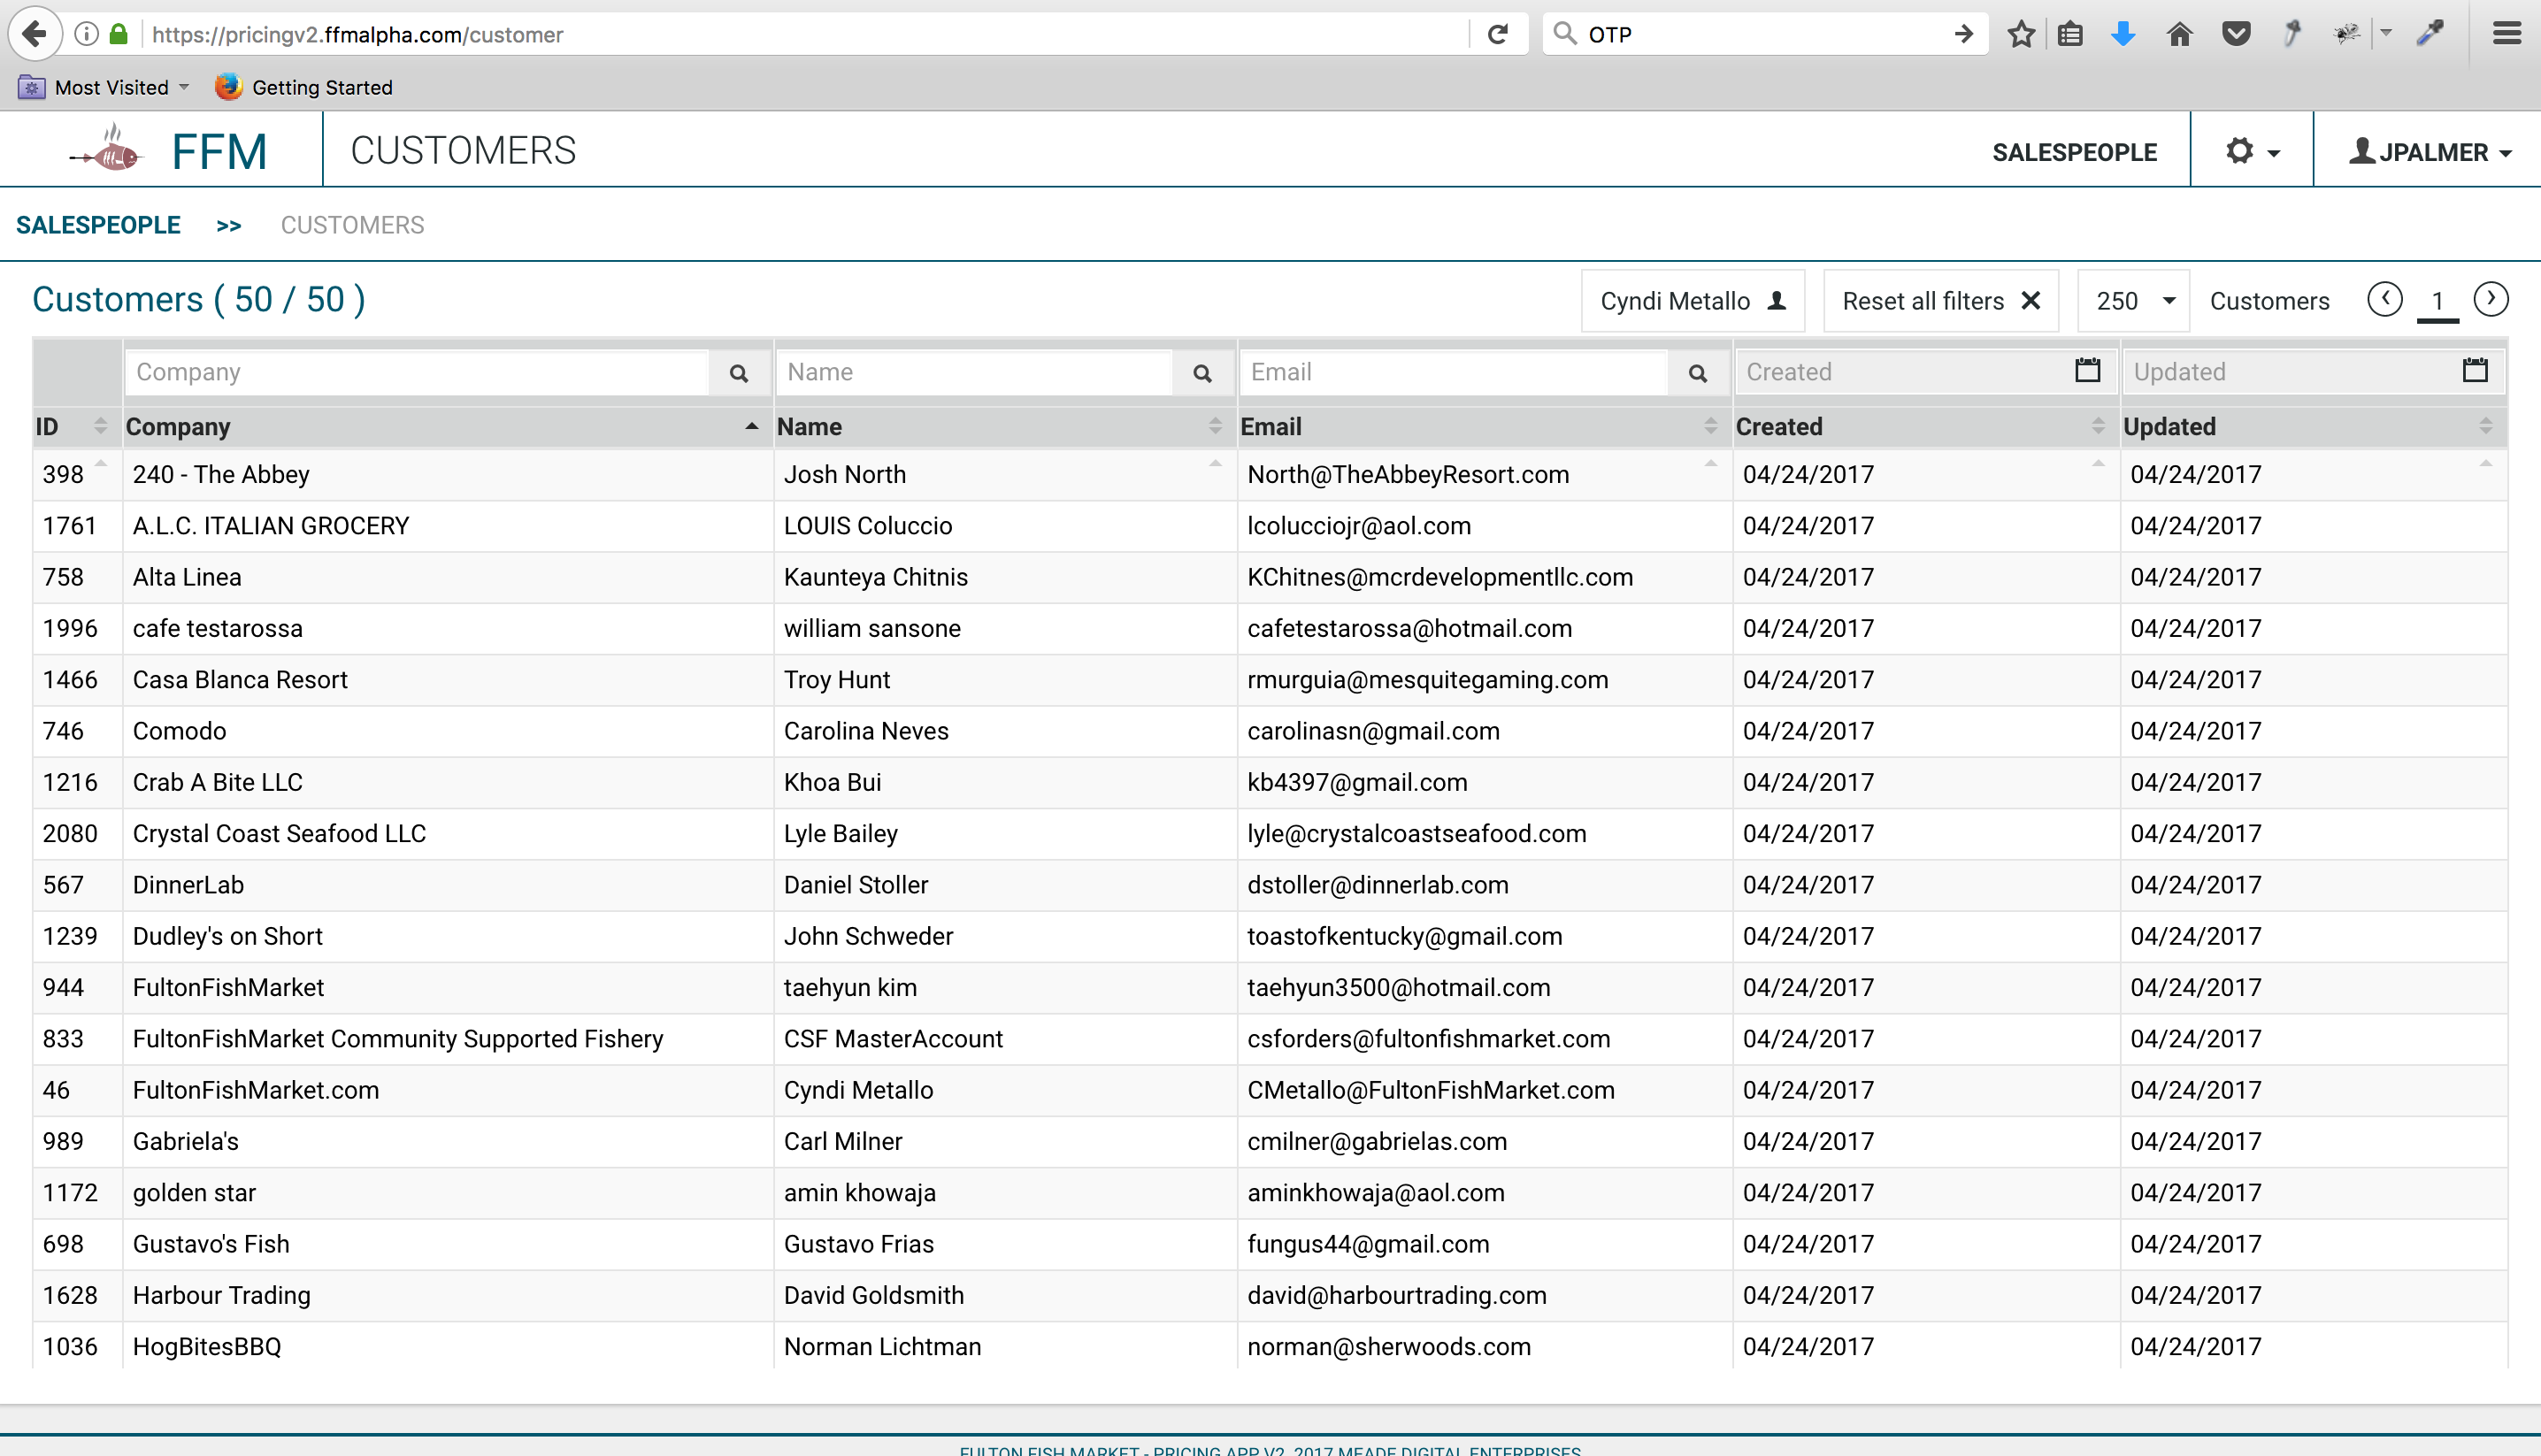 https://pricingv2.ffmalpha.com/customer
OTP
Most Visited
Getting Started
FFM
CUSTOMERS
SALESPEOPLE
JPALMER
SALESPEOPLE >> CUSTOMERS
Customers ( 50 / 50 )
Cyndi Metallo
Reset all filters
250
Customers
1
Company Name Email Created Updated
ID Company Name Email Created Updated
398 240 - The Abbey Josh North North@TheAbbeyResort.com 04/24/2017 04/24/2017
1761 A.L.C. ITALIAN GROCERY LOUIS Coluccio lcolucciojr@aol.com 04/24/2017 04/24/2017
758 Alta Linea Kaunteya Chitnis KChitnes@mcrdevelopmentllc.com 04/24/2017 04/24/2017
1996 cafe testarossa william sansone cafetestarossa@hotmail.com 04/24/2017 04/24/2017
1466 Casa Blanca Resort Troy Hunt rmurguia@mesquitegaming.com 04/24/2017 04/24/2017
746 Comodo Carolina Neves carolinasn@gmail.com 04/24/2017 04/24/2017
1216 Crab A Bite LLC Khoa Bui kb4397@gmail.com 04/24/2017 04/24/2017
2080 Crystal Coast Seafood LLC Lyle Bailey lyle@crystalcoastseafood.com 04/24/2017 04/24/2017
567 DinnerLab Daniel Stoller dstoller@dinnerlab.com 04/24/2017 04/24/2017
1239 Dudley's on Short John Schweder toastofkentucky@gmail.com 04/24/2017 04/24/2017
944 FultonFishMarket taehyun kim taehyun3500@hotmail.com 04/24/2017 04/24/2017
833 FultonFishMarket Community Supported Fishery CSF MasterAccount csforders@fultonfishmarket.com 04/24/2017 04/24/2017
46 FultonFishMarket.com Cyndi Metallo CMetallo@FultonFishMarket.com 04/24/2017 04/24/2017
989 Gabriela's Carl Milner cmilner@gabrielas.com 04/24/2017 04/24/2017
1172 golden star amin khowaja aminkhowaja@aol.com 04/24/2017 04/24/2017
698 Gustavo's Fish Gustavo Frias fungus44@gmail.com 04/24/2017 04/24/2017
1628 Harbour Trading David Goldsmith david@harbourtrading.com 04/24/2017 04/24/2017
1036 HogBitesBBQ Norman Lichtman norman@sherwoods.com 04/24/2017 04/24/2017
FULTON FISH MARKET - PRICING APP V2, 2017 MEADE DIGITAL ENTERPRISES